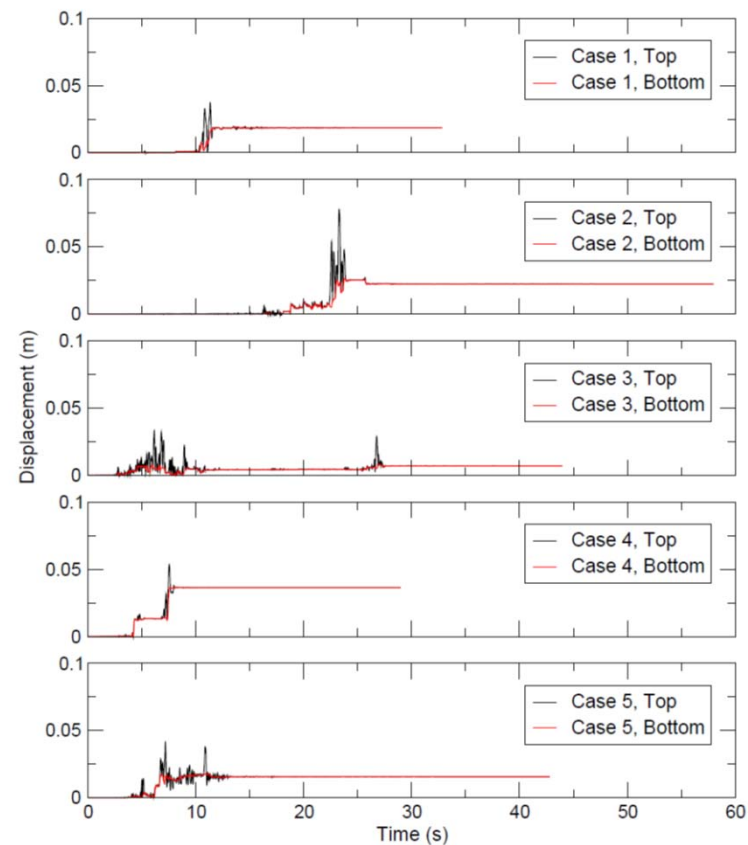 0.1
0.05
0
Case 1, Top
Case 1, Bottom
0.1
0.05
0
Case 2, Top
Case 2, Bottom
0.1
0.05
0
Case 3, Top
Case 3, Bottom
Displacement (m)
0.1
0.05
0
Case 4, Top
Case 4, Bottom
0.1
0.05
0
Case 5, Top
Case 5, Bottom
0 10 20 30 40 50 60
Time (s)